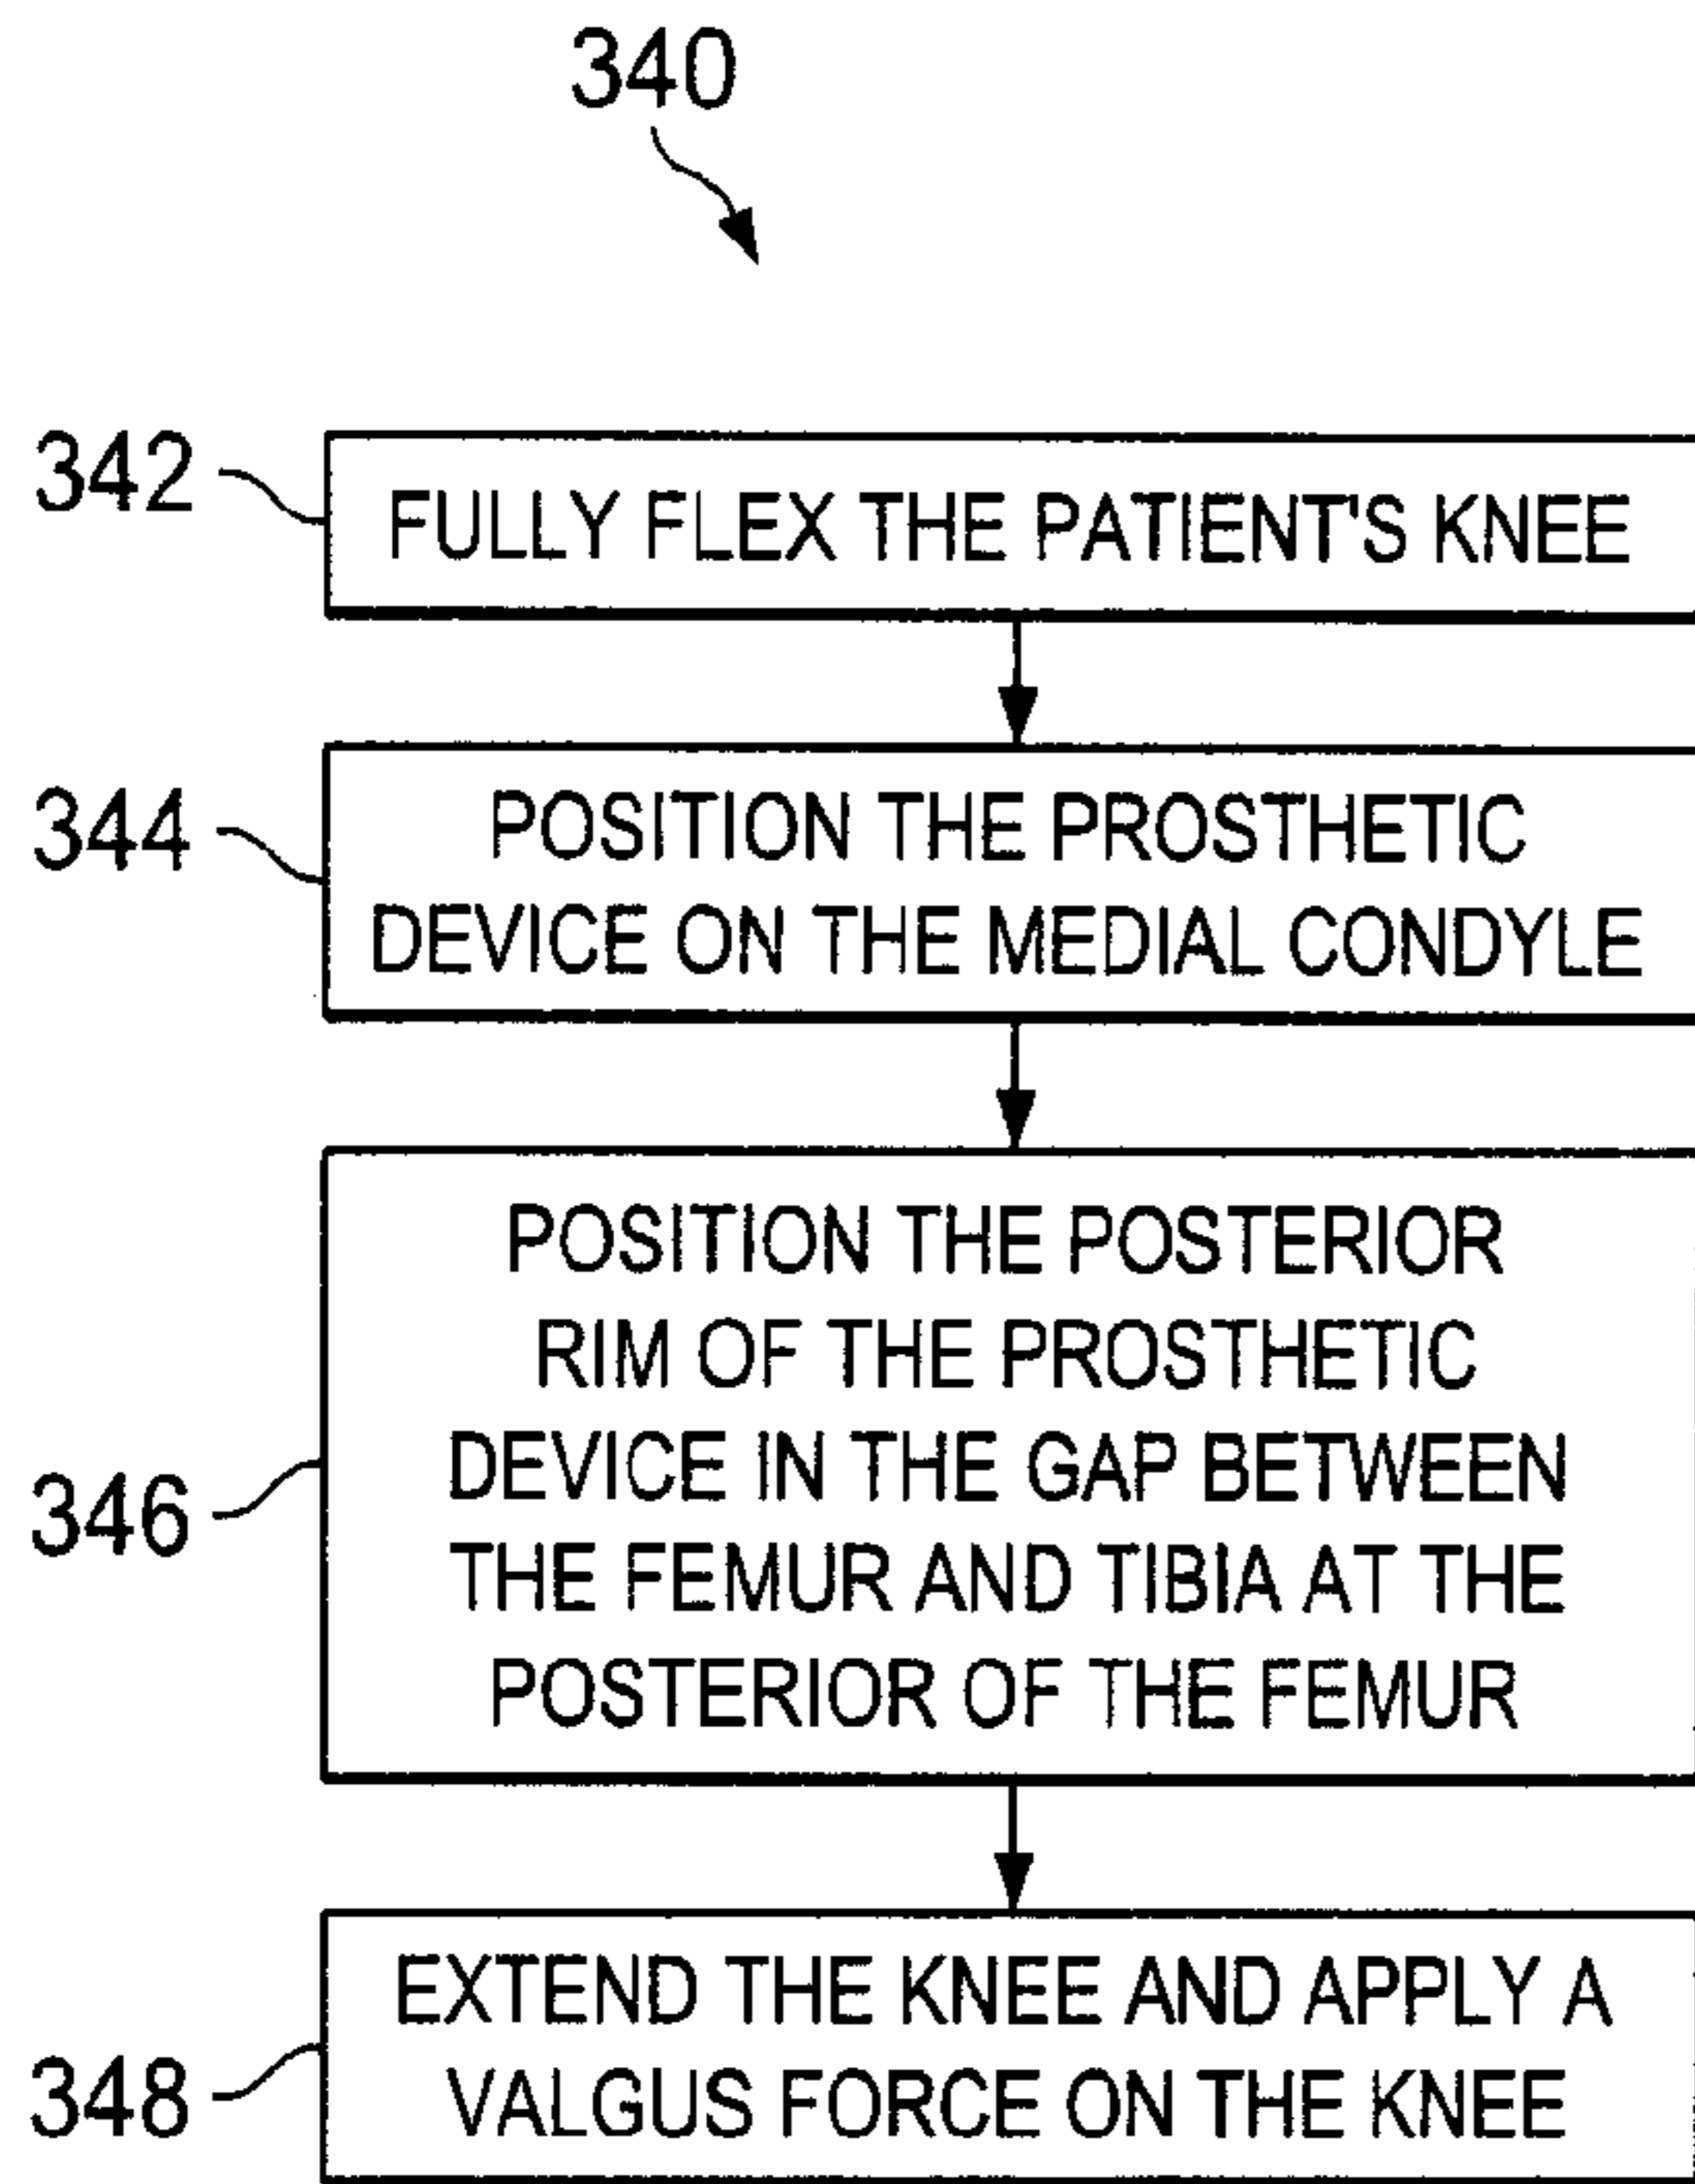 340
342
FULLY FLEX THE PATIENT'S KNEE
344
POSITION THE PROSTHETIC
DEVICE ON THE MEDIAL CONDYLE
346
POSITION THE POSTERIOR
RIM OF THE PROSTHETIC
DEVICE IN THE GAP BETWEEN
THE FEMUR AND TIBIA AT THE
POSTERIOR OF THE FEMUR
348
EXTEND THE KNEE AND APPLY A
VALGUS FORCE ON THE KNEE